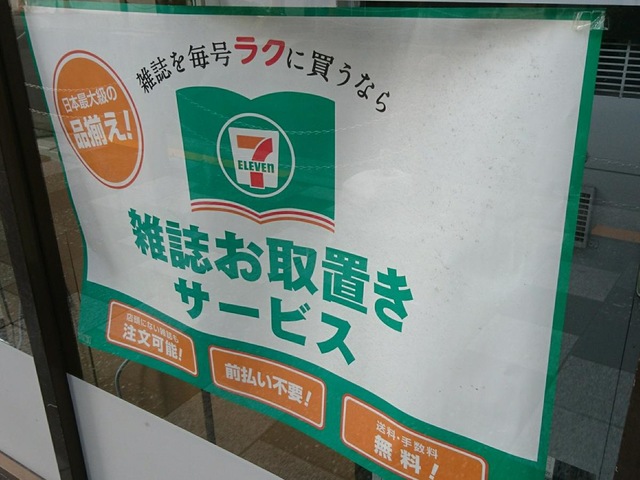 雑誌を毎号ラクに買うなら
日本最大級の
品揃え!
7
ELEVEn
雑誌お取置き
サービス
店頭にない雑誌も
注文可能!
前払い不要!
送料・手数料
無料!